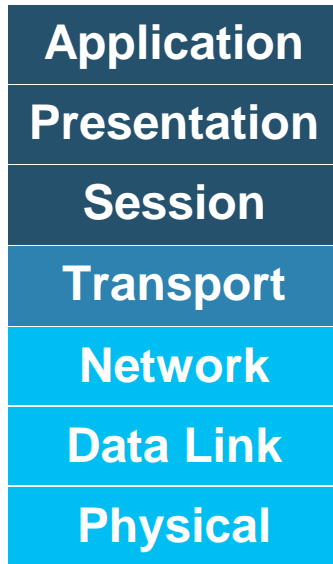 Application
Presentation
Session
Transport
Network
Data Link
Physical